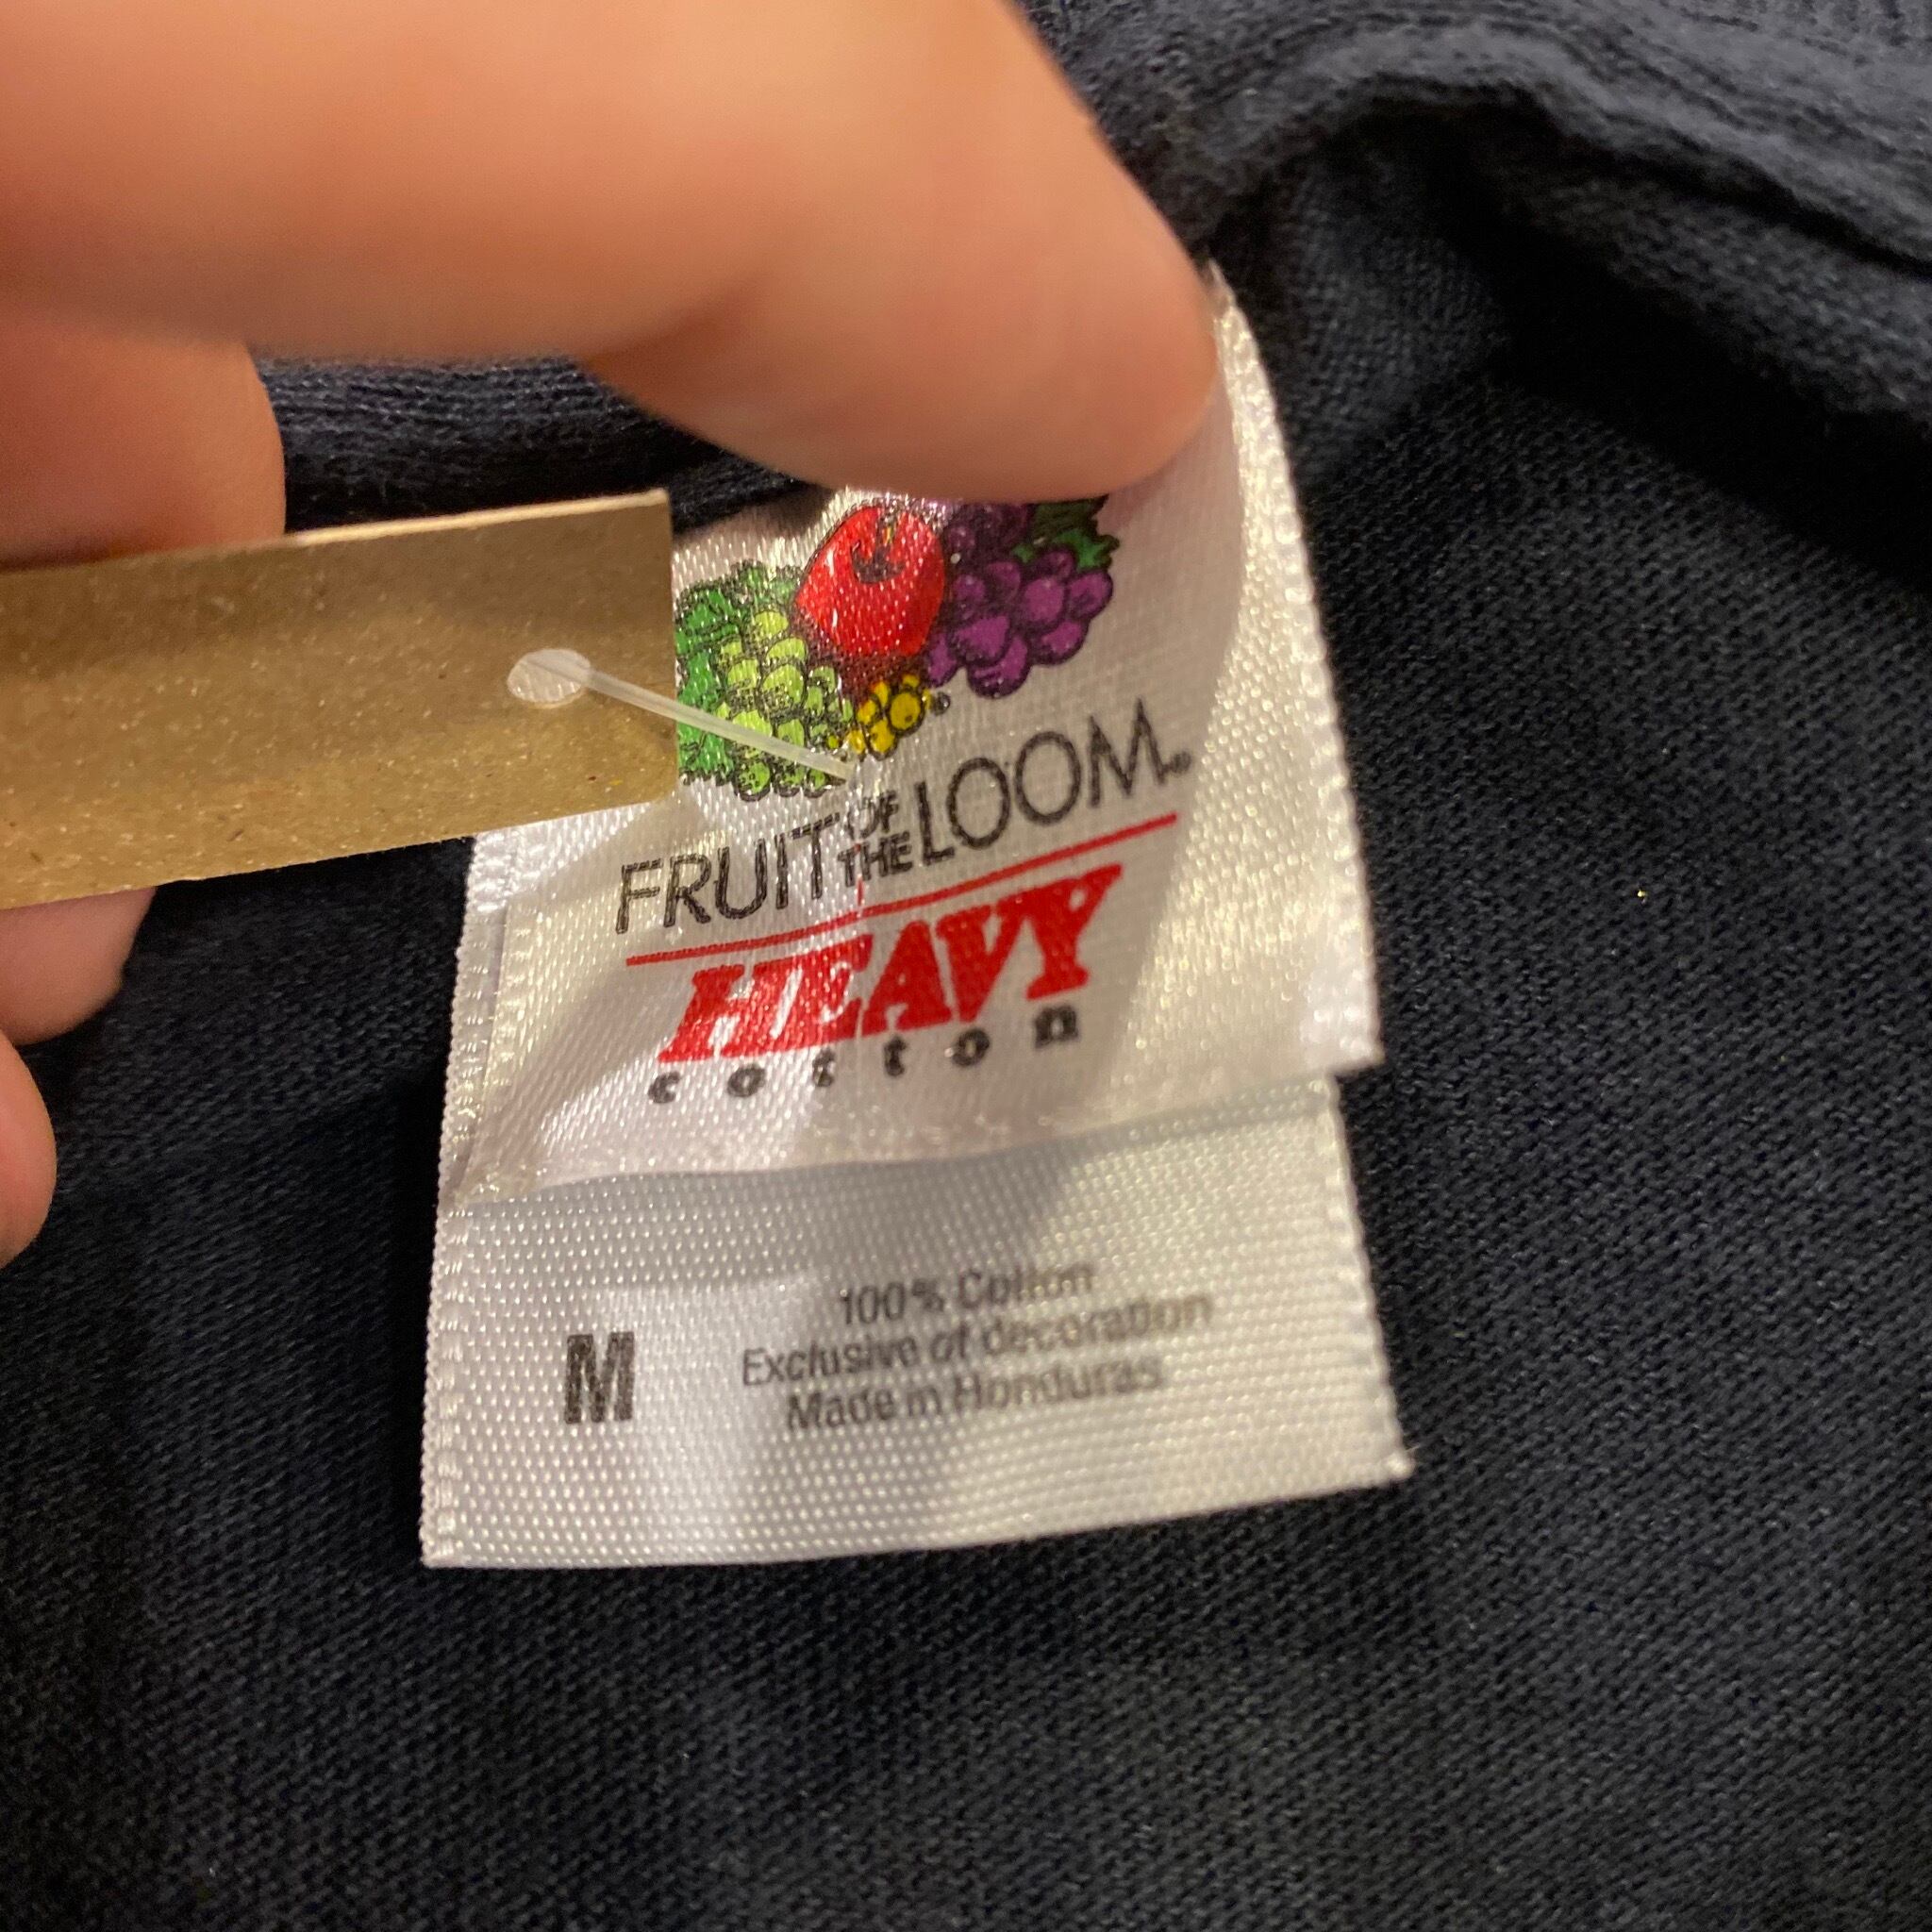 FRUIT OF THE LOOM®
HEAVY
cotton
M
100% Cotton
Exclusive of decoration
Made in Honduras